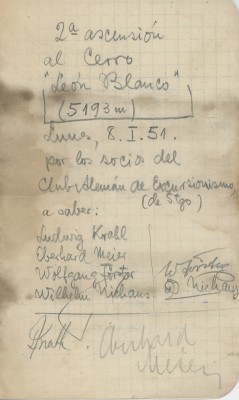 2ª ascensión
al Cerro
"León Blanco"
(5193 m)
Lunes, 8. I. 51.
por los socios del
Club Alemán de Excursionismo,
(de Stgo)
a saber:
Ludwig Krahl
Eberhard Meier
Wolfgang Förster
Wilhelm Niehaus
W Förster
Niehaus
Krahl
Eberhard
Meier